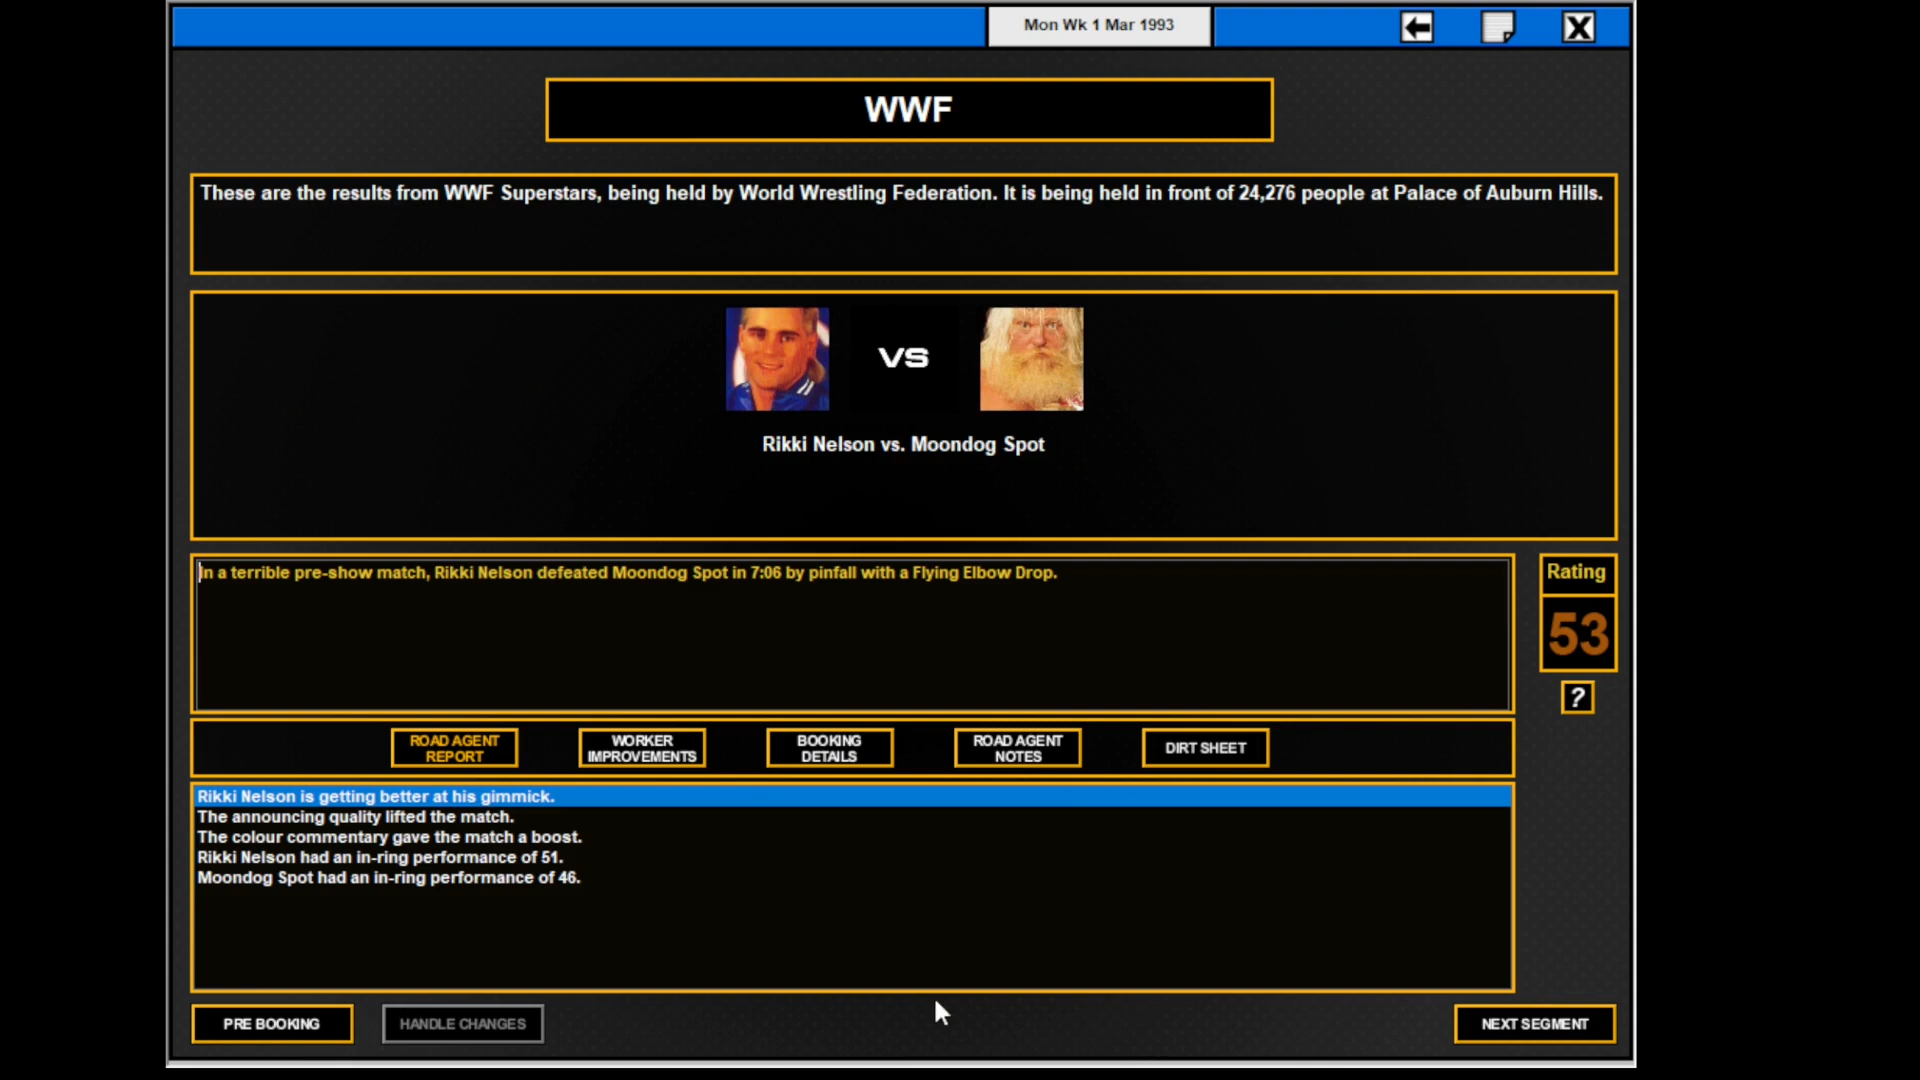 Mon Wk 1 Mar 1993
X
WWF
These are the results from WWF Superstars, being held by World Wrestling Federation. It is being held in front of 24,276 people at Palace of Auburn Hills.
VS
Rikki Nelson vs. Moondog Spot
In a terrible pre-show match, Rikki Nelson defeated Moondog Spot in 7:06 by pinfall with a Flying Elbow Drop.
Rating
53
?
ROAD AGENT
REPORT
WORKER
IMPROVEMENTS
BOOKING
DETAILS
ROAD AGENT
NOTES
DIRT SHEET
Rikki Nelson is getting better at his gimmick.
The announcing quality lifted the match.
The colour commentary gave the match a boost.
Rikki Nelson had an in-ring performance of 51.
Moondog Spot had an in-ring performance of 46.
PRE BOOKING
HANDLE CHANGES
NEXT SEGMENT